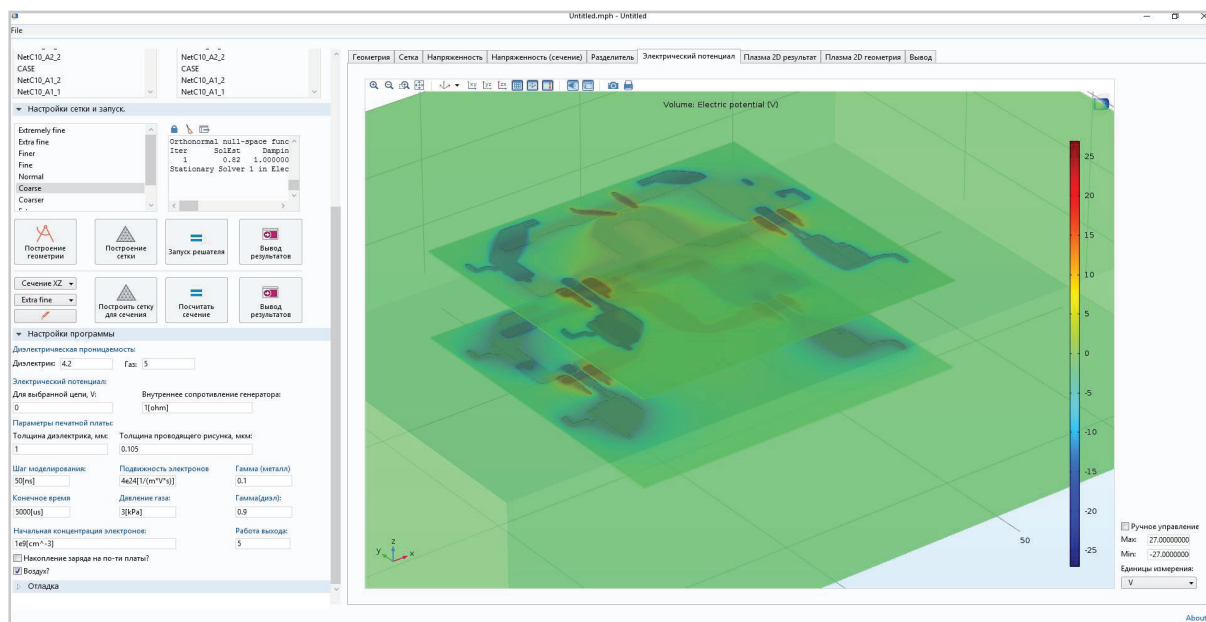 Untitled.mph - Untitled
File
NetC10_A2_2
NetC10_A2_2
CASE
CASE
NetC10_A1_2
NetC10_A1_2
NetC10_A1_1
NetC10_A1_1
Настройки сетки и запуск.
Extremely fine
Extra fine
Finer
Fine
Normal
Coarse
Coarser
Orthonormal null-space func
Iter SolEst Dampin
1 0.82 1.000000
Stationary Solver 1 in Elec
Построение геометрии
Построение сетки
Запуск решателя
Вывод результатов
Сечение XZ
Extra fine
Построить сетку для сечения
Посчитать сечение
Вывод результатов
Настройки программы
Диэлектрияеская проницаемость:
Диэлектрик: 4.2 Газ: 5
Электрический потенциал:
Для выбранной цепи, V: Внутреннее сопротивление генератора:
0 1[ohm]
Параметры печатной платы:
Толщина диэлектрика, мм: Толщина проводящего рисунка, мкм:
1 0.105
Шаг моделирования: Подвижность электронов Гамма (металл)
50[ns] 4e24[1/(m*V*s)] 0.1
Конечное время Давление газа: Гамма(диэл):
5000[us] 3[kPa] 0.9
Начальная концентрация электронов: Работа выхода:
1e9[cm^-3] 5
Накопление заряда на по-ти платы?
Воздух?
Отладка
Геометрия Сетка Напряженность Напряженность (сечение) Разделитель Электрический потенциал Плазма 2D результат Плазма 2D геометрия Вывод
Volume: Electric potential (V)
25
20
15
10
5
0
-5
-10
-15
-20
-25
50
z
y
x
Ручное управление
Max: 27.00000000
Min: -27.0000000
Единицы измерения:
V
About